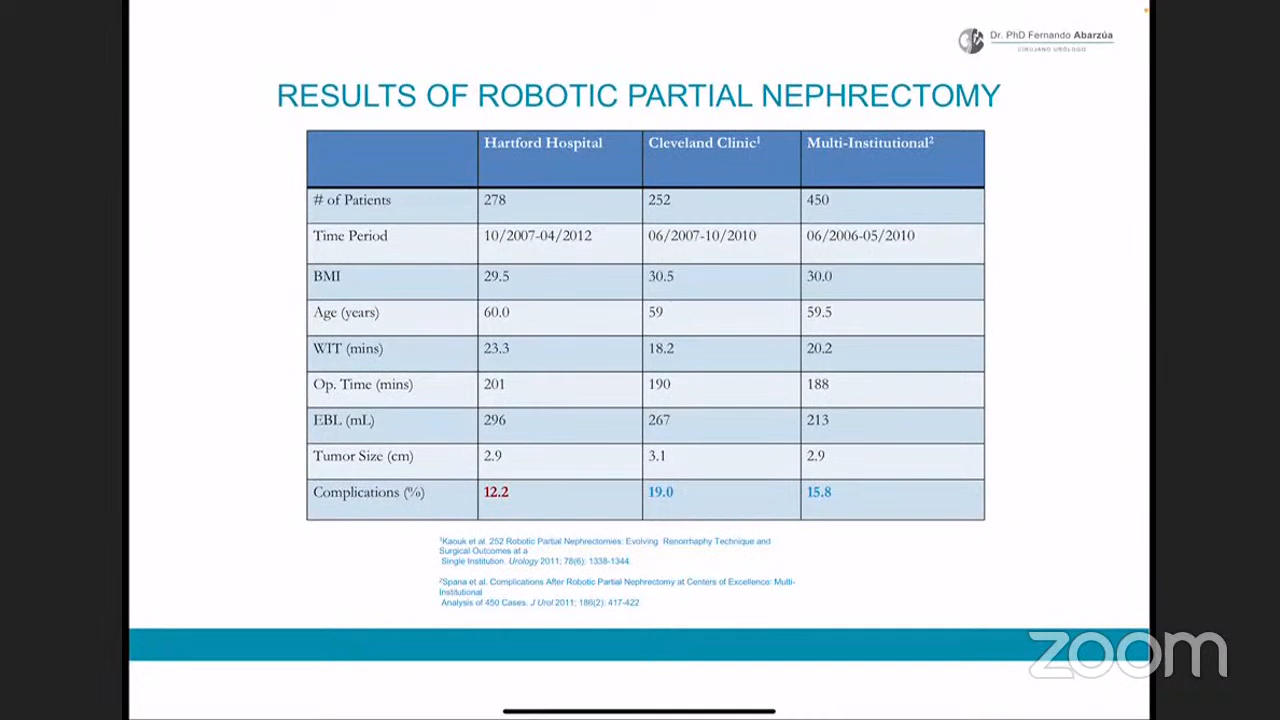 Dr. PhD Fernando Abarzúa
CIRUJANO URÓLOGO
RESULTS OF ROBOTIC PARTIAL NEPHRECTOMY
Hartford Hospital Cleveland Clinic¹ Multi-Institutional²
# of Patients 278 252 450
Time Period 10/2007-04/2012 06/2007-10/2010 06/2006-05/2010
BMI 29.5 30.5 30.0
Age (years) 60.0 59 59.5
WIT (mins) 23.3 18.2 20.2
Op. Time (mins) 201 190 188
EBL (mL) 296 267 213
Tumor Size (cm) 2.9 3.1 2.9
Complications (%) 12.2 19.0 15.8
¹Kaouk et al. 252 Robotic Partial Nephrectomies: Evolving Renorrhaphy Technique and
Surgical Outcomes at a
Single Institution. Urology 2011; 78(6): 1338-1344.
²Spana et al. Complications After Robotic Partial Nephrectomy at Centers of Excellence: Multi-
Institutional
Analysis of 450 Cases. J Urol 2011; 186(2): 417-422
zoom